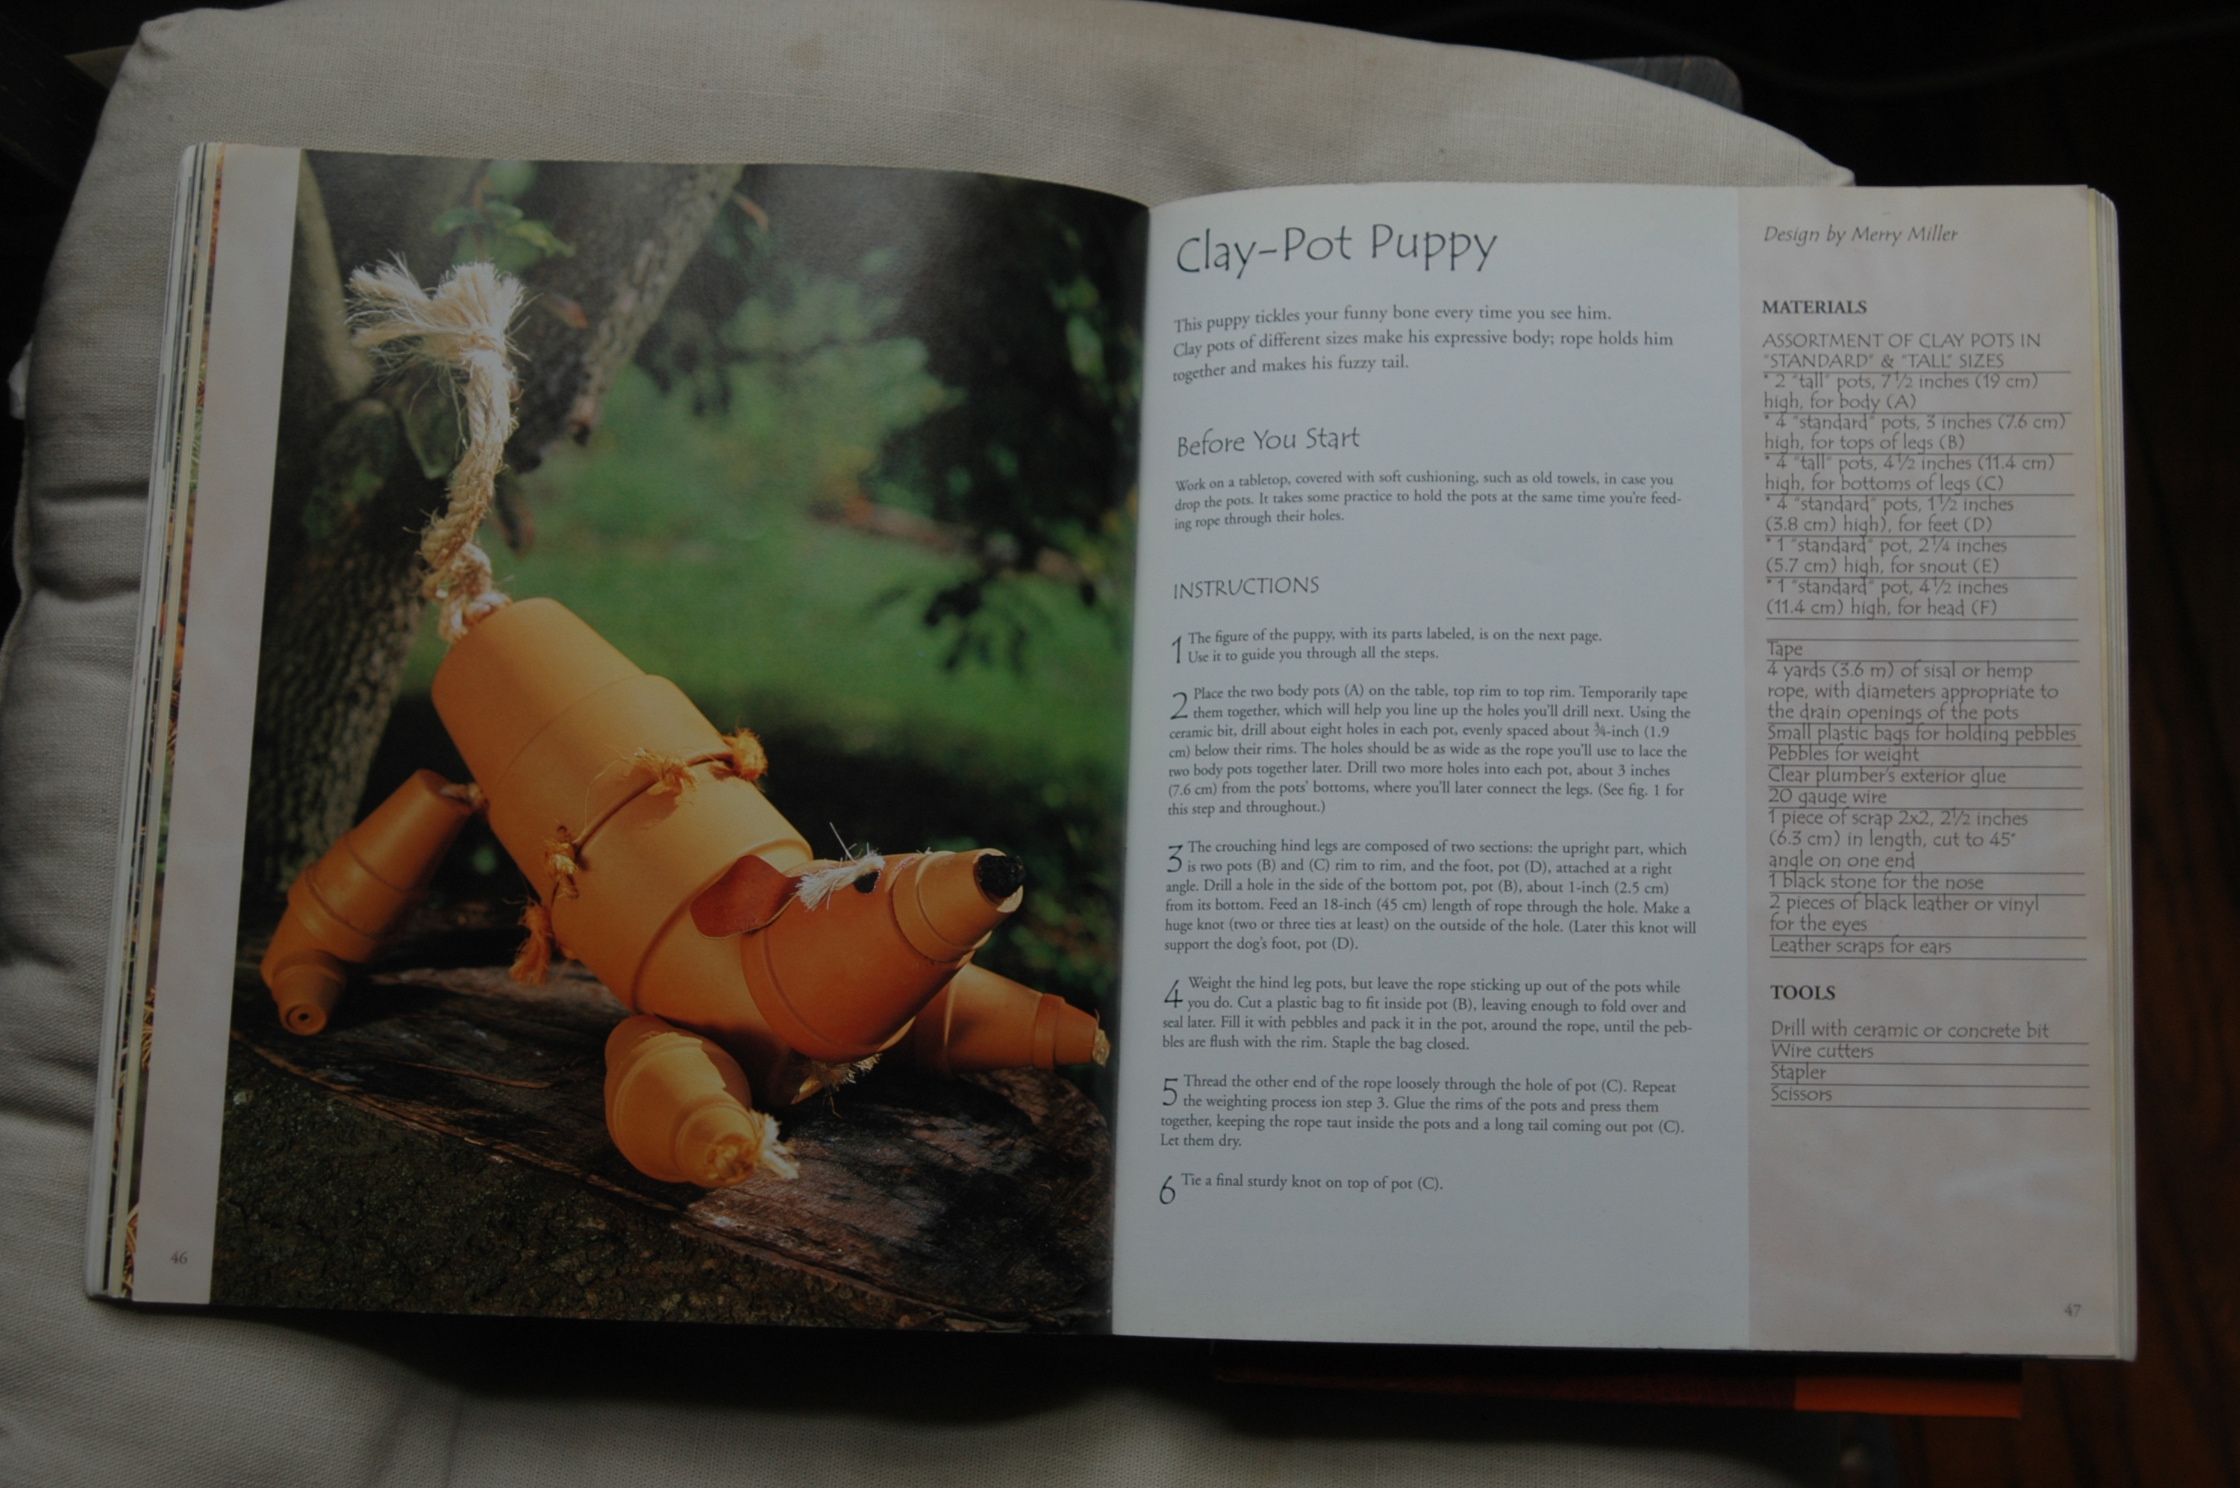 46
Clay-Pot Puppy
This puppy tickles your funny bone every time you see him.
Clay pots of different sizes make his expressive body; rope holds him
together and makes his fuzzy tail.
Before You Start
Work on a tabletop, covered with soft cushioning, such as old towels, in case you
drop the pots. It takes some practice to hold the pots at the same time you're feed-
ing rope through their holes.
INSTRUCTIONS
1 The figure of the puppy, with its parts labeled, is on the next page.
Use it to guide you through all the steps.
2 Place the two body pots (A) on the table, top rim to top rim. Temporarily tape
them together, which will help you line up the holes you'll drill next. Using the
ceramic bit, drill about eight holes in each pot, evenly spaced about ¾-inch (1.9
cm) below their rims. The holes should be as wide as the rope you'll use to lace the
two body pots together later. Drill two more holes into each pot, about 3 inches
(7.6 cm) from the pots' bottoms, where you'll later connect the legs. (See fig. 1 for
this step and throughout.)
3 The crouching hind legs are composed of two sections: the upright part, which
is two pots (B) and (C) rim to rim, and the foot, pot (D), attached at a right
angle. Drill a hole in the side of the bottom pot, pot (B), about 1-inch (2.5 cm)
from its bottom. Feed an 18-inch (45 cm) length of rope through the hole. Make a
huge knot (two or three ties at least) on the outside of the hole. (Later this knot will
support the dog's foot, pot (D).
4 Weight the hind leg pots, but leave the rope sticking up out of the pots while
you do. Cut a plastic bag to fit inside pot (B), leaving enough to fold over and
seal later. Fill it with pebbles and pack it in the pot, around the rope, until the peb-
bles are flush with the rim. Staple the bag closed.
5 Thread the other end of the rope loosely through the hole of pot (C). Repeat
the weighting process ion step 3. Glue the rims of the pots and press them
together, keeping the rope taut inside the pots and a long tail coming out pot (C).
Let them dry.
6 Tie a final sturdy knot on top of pot (C).
Design by Merry Miller
MATERIALS
ASSORTMENT OF CLAY POTS IN
"STANDARD" & "TALL" SIZES
* 2 "tall" pots, 7½ inches (19 cm)
high, for body (A)
* 4 "standard" pots, 3 inches (7.6 cm)
high, for tops of legs (B)
* 4 "tall" pots, 4½ inches (11.4 cm)
high, for bottoms of legs (C)
* 4 "standard" pots, 1½ inches
(3.8 cm) high), for feet (D)
* 1 "standard" pot, 2¼ inches
(5.7 cm) high, for snout (E)
* 1 "standard" pot, 4½ inches
(11.4 cm) high, for head (F)
Tape
4 yards (3.6 m) of sisal or hemp
rope, with diameters appropriate to
the drain openings of the pots
Small plastic bags for holding pebbles
Pebbles for weight
Clear plumber's exterior glue
20 gauge wire
1 piece of scrap 2x2, 2½ inches
(6.3 cm) in length, cut to 45°
angle on one end
1 black stone for the nose
2 pieces of black leather or vinyl
for the eyes
Leather scraps for ears
TOOLS
Drill with ceramic or concrete bit
Wire cutters
Stapler
Scissors
47